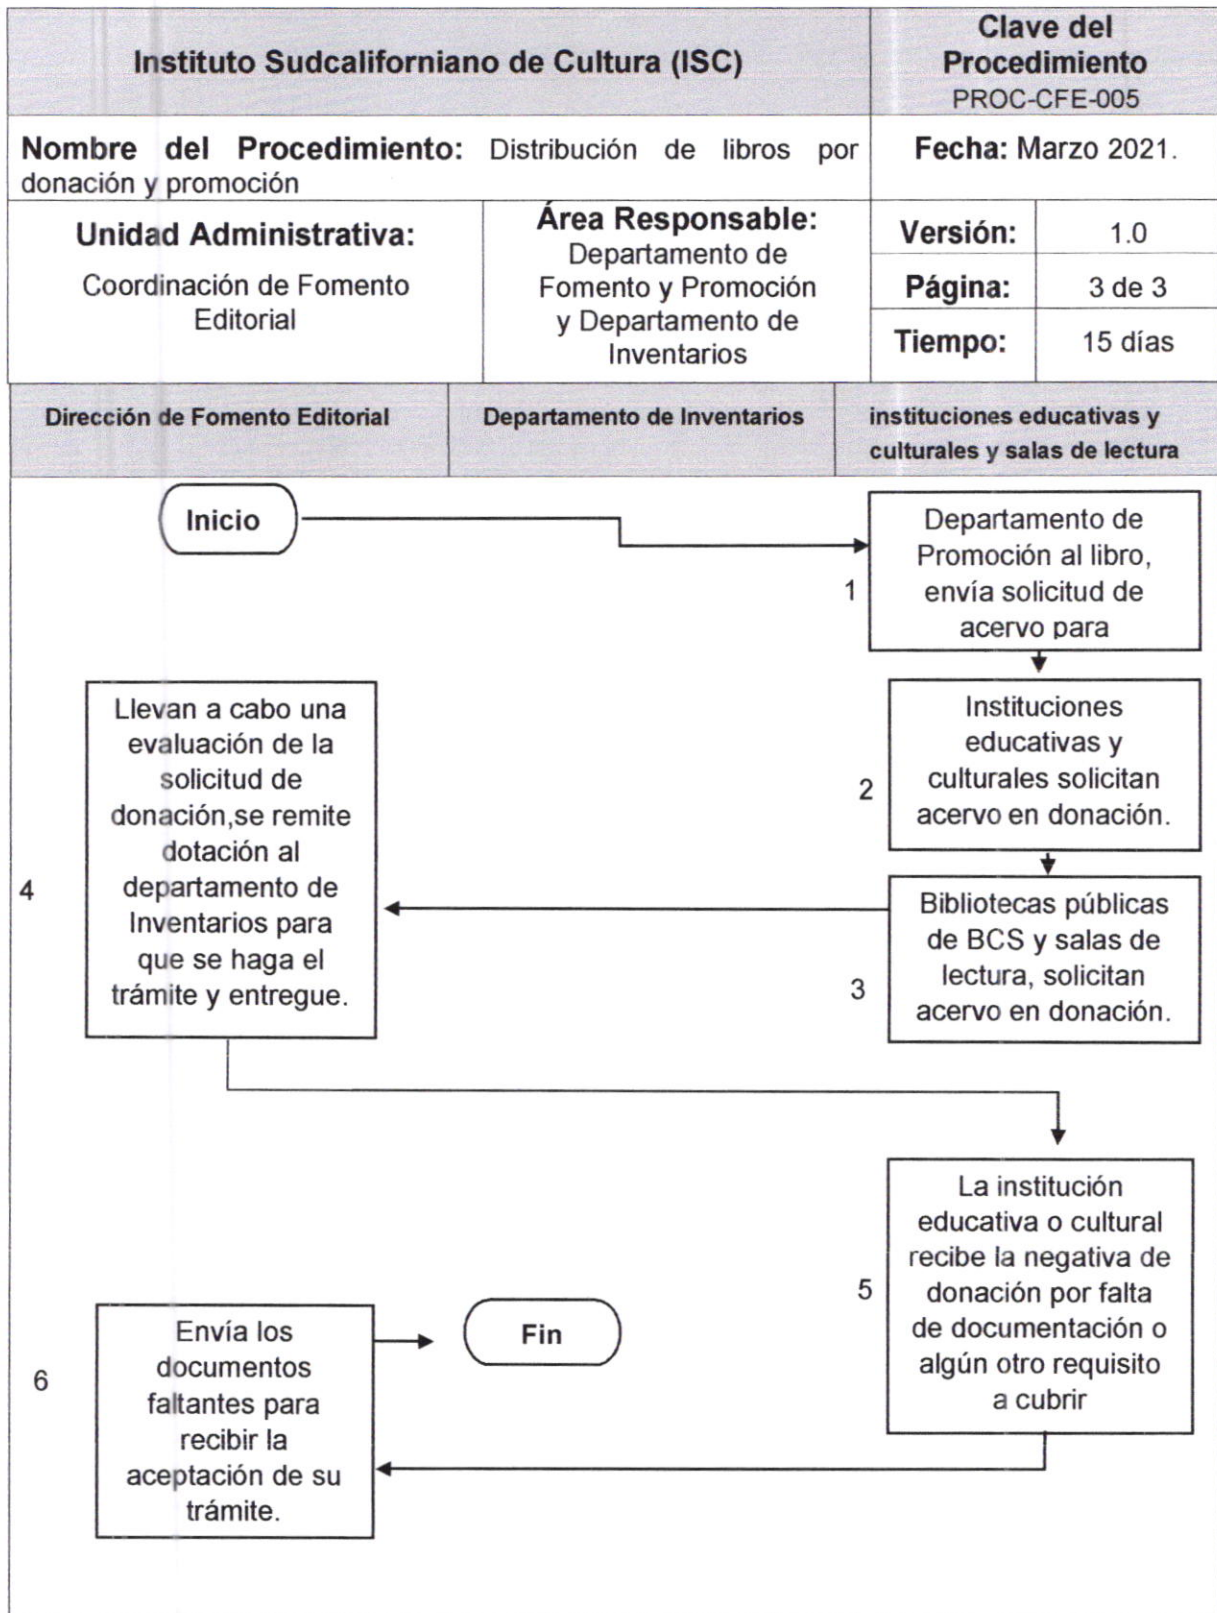 Instituto Sudcaliforniano de Cultura (ISC)
Clave del
Procedimiento
PROC-CFE-005
Nombre del Procedimiento: Distribución de libros por
donación y promoción
Fecha: Marzo 2021.
Unidad Administrativa:
Coordinación de Fomento
Editorial
Área Responsable:
Departamento de
Fomento y Promoción
y Departamento de
Inventarios
Versión: 1.0
Página: 3 de 3
Tiempo: 15 días
Dirección de Fomento Editorial
Departamento de Inventarios
instituciones educativas y
culturales y salas de lectura
Inicio
1
Departamento de
Promoción al libro,
envía solicitud de
acervo para
2
Instituciones
educativas y
culturales solicitan
acervo en donación.
3
Bibliotecas públicas
de BCS y salas de
lectura, solicitan
acervo en donación.
4
Llevan a cabo una
evaluación de la
solicitud de
donación,se remite
dotación al
departamento de
Inventarios para
que se haga el
trámite y entregue.
5
La institución
educativa o cultural
recibe la negativa de
donación por falta
de documentación o
algún otro requisito
a cubrir
6
Envía los
documentos
faltantes para
recibir la
aceptación de su
trámite.
Fin